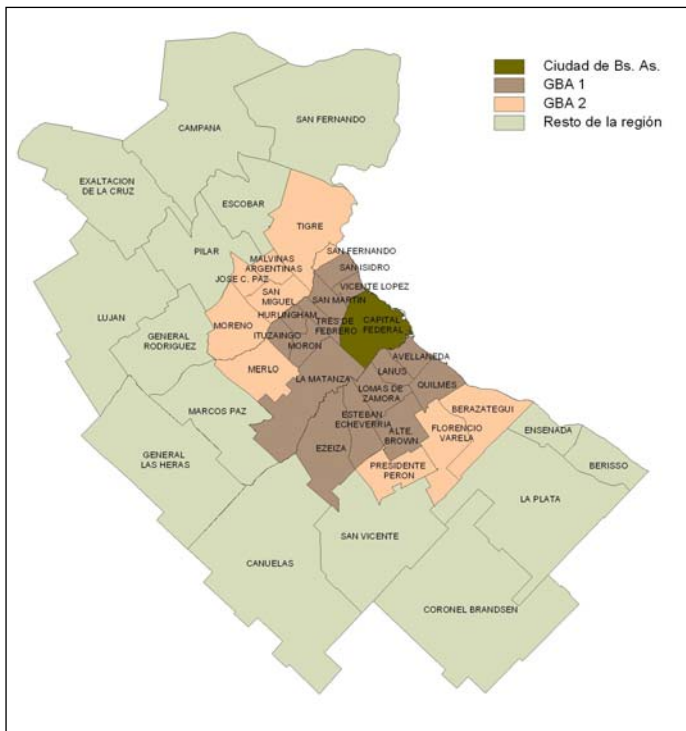 Ciudad de Bs. As.
GBA 1
GBA 2
Resto de la región
CAMPANA
SAN FERNANDO
EXALTACION
DE LA CRUZ
ESCOBAR
TIGRE
PILAR
SAN FERNANDO
MALVINAS
ARGENTINAS
SAN ISIDRO
JOSE C. PAZ
VICENTE LOPEZ
SAN
MIGUEL
SAN MARTIN
LUJAN
HURLINGHAM
GENERAL
RODRIGUEZ
MORENO
TRES DE
FEBRERO
CAPITAL
FEDERAL
ITUZAINGO
MORON
AVELLANEDA
MERLO
LANUS
LA MATANZA
LOMAS DE
ZAMORA
QUILMES
MARCOS PAZ
BERAZATEGUI
ESTEBAN
ECHEVERRIA
ALTE.
BROWN
FLORENCIO
VARELA
ENSENADA
EZEIZA
GENERAL
LAS HERAS
BERISSO
PRESIDENTE
PERON
LA PLATA
SAN VICENTE
CANUELAS
CORONEL BRANDSEN